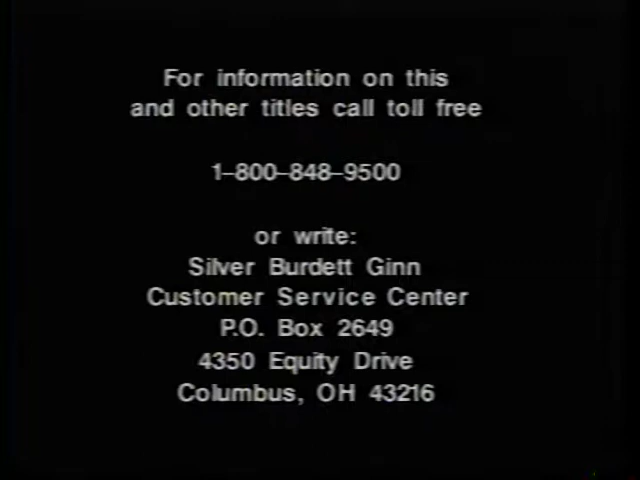 For information on this
and other titles call toll free
1–800–848–9500
or write:
Silver Burdett Ginn
Customer Service Center
P.O. Box 2649
4350 Equity Drive
Columbus, OH 43216